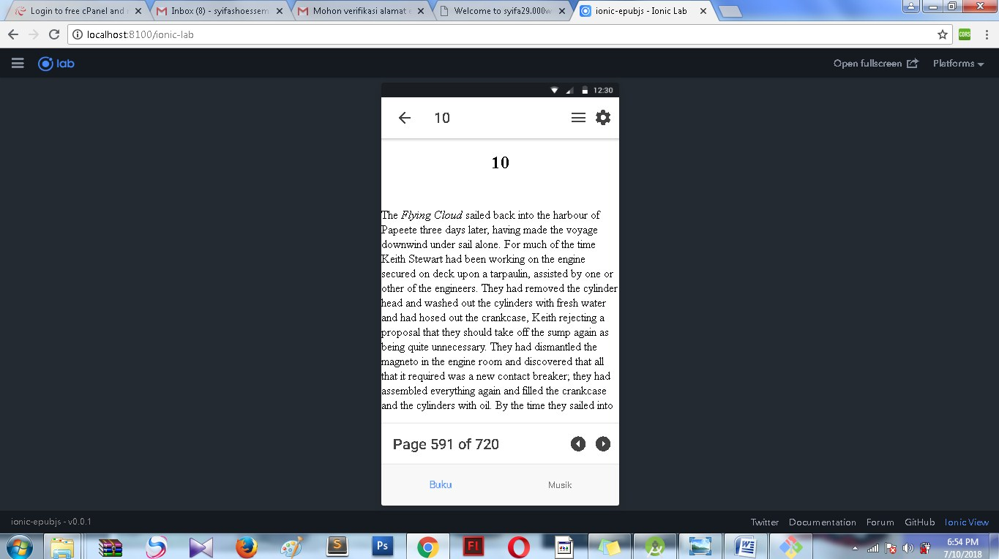 Login to free cPanel and
Inbox (8) - syifashoessem
Mohon verifikasi alamat e
Welcome to syifa29.000w
ionic-epubjs - Ionic Lab
localhost:8100/ionic-lab
CORS
lab
Open fullscreen
Platforms
12:30
10
10
The Flying Cloud sailed back into the harbour of
Papeete three days later, having made the voyage
downwind under sail alone. For much of the time
Keith Stewart had been working on the engine
secured on deck upon a tarpaulin, assisted by one or
other of the engineers. They had removed the cylinder
head and washed out the cylinders with fresh water
and had hosed out the crankcase, Keith rejecting a
proposal that they should take off the sump again as
being quite unnecessary. They had dismantled the
magneto in the engine room and discovered that all
that it required was a new contact breaker; they had
assembled everything again and filled the crankcase
and the cylinders with oil. By the time they sailed into
Page 591 of 720
Buku
Musik
ionic-epubjs - v0.0.1
Twitter
Documentation
Forum
GitHub
Ionic View
S
Ps
Fl
W
6:54 PM
7/10/2018